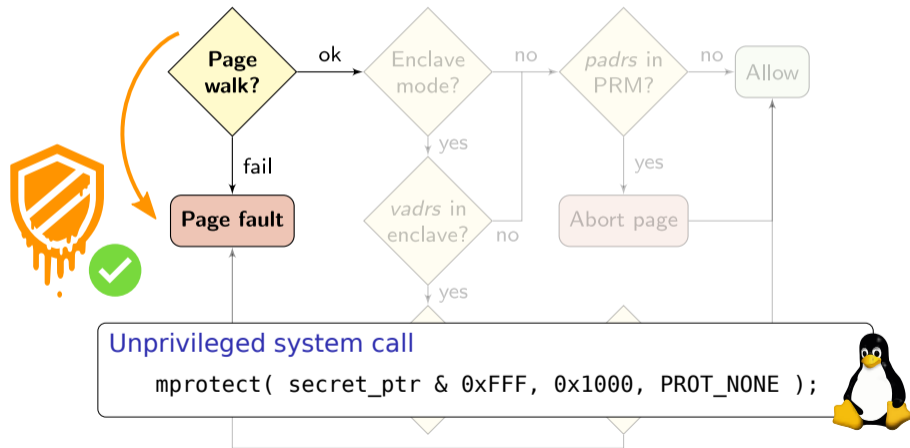 Page
walk?
ok
Enclave
mode?
no
padrs in
PRM?
no
Allow
fail
yes
yes
Page fault
vadrs in
enclave?
no
Abort page
yes
Unprivileged system call
mprotect( secret_ptr & 0xFFF, 0x1000, PROT_NONE );